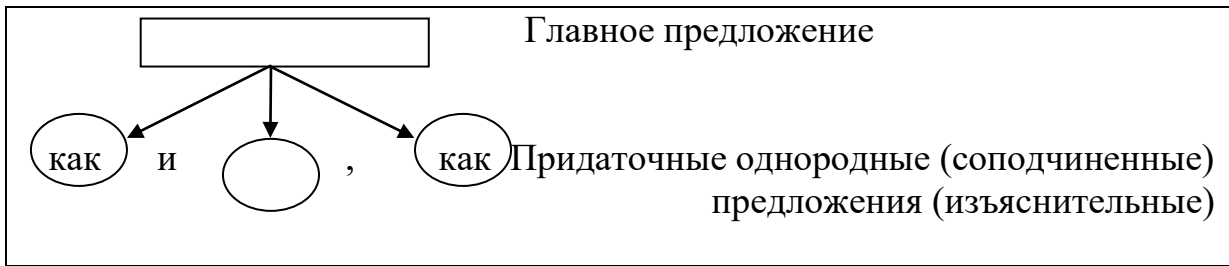 Главное предложение
как и , как Придаточные однородные (соподчиненные)
предложения (изъяснительные)